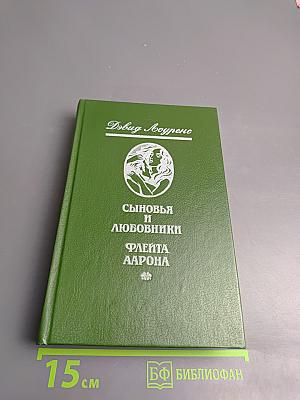 Дэвид Лоуренс
СЫНОВЬЯ И
ЛЮБОВНИКИ
ФЛЕЙТА
ААРОНА
15 см
БФ БИБЛИОФАН